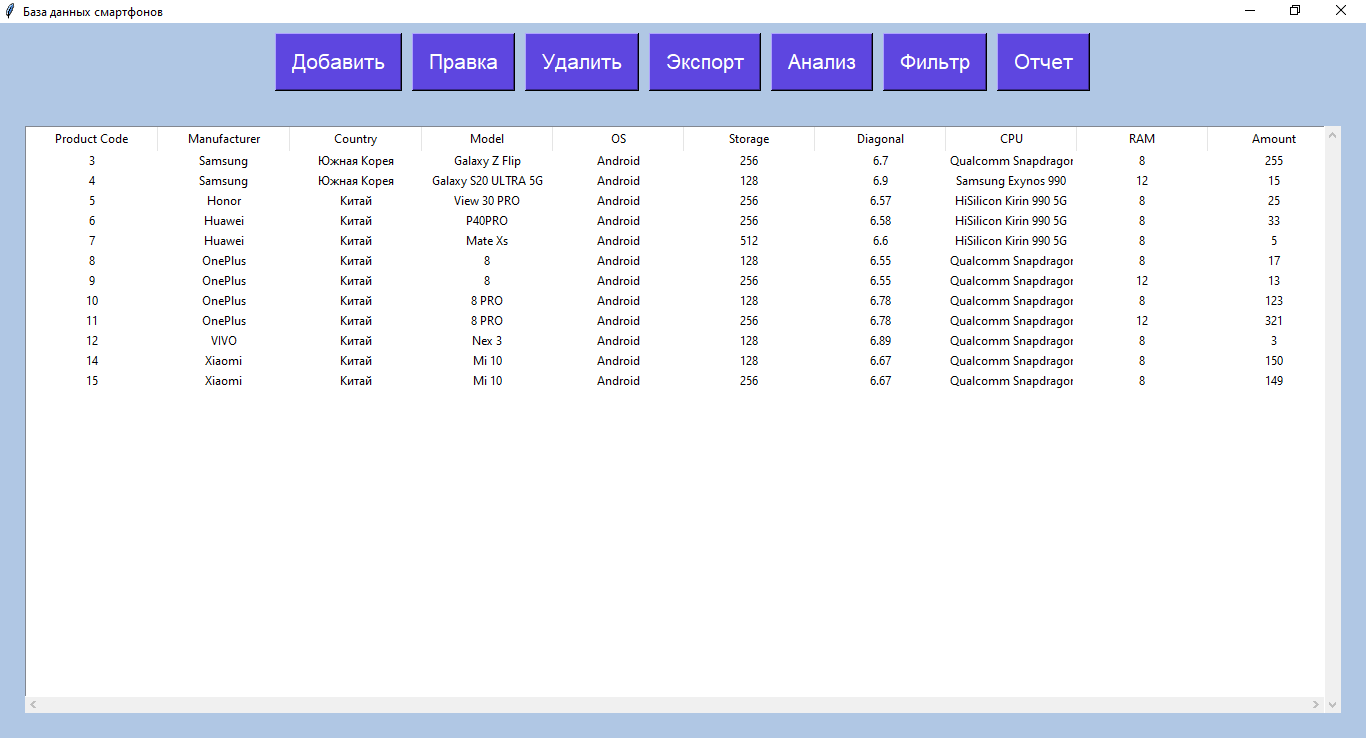 База данных смартфонов
Добавить Правка Удалить Экспорт Анализ Фильтр Отчет
Product Code Manufacturer Country Model OS Storage Diagonal CPU RAM Amount
3 Samsung Южная Корея Galaxy Z Flip Android 256 6.7 Qualcomm Snapdragor 8 255
4 Samsung Южная Корея Galaxy S20 ULTRA 5G Android 128 6.9 Samsung Exynos 990 12 15
5 Honor Китай View 30 PRO Android 256 6.57 HiSilicon Kirin 990 5G 8 25
6 Huawei Китай P40PRO Android 256 6.58 HiSilicon Kirin 990 5G 8 33
7 Huawei Китай Mate Xs Android 512 6.6 HiSilicon Kirin 990 5G 8 5
8 OnePlus Китай 8 Android 128 6.55 Qualcomm Snapdragor 8 17
9 OnePlus Китай 8 Android 256 6.55 Qualcomm Snapdragor 12 13
10 OnePlus Китай 8 PRO Android 128 6.78 Qualcomm Snapdragor 8 123
11 OnePlus Китай 8 PRO Android 256 6.78 Qualcomm Snapdragor 12 321
12 VIVO Китай Nex 3 Android 128 6.89 Qualcomm Snapdragor 8 3
14 Xiaomi Китай Mi 10 Android 128 6.67 Qualcomm Snapdragor 8 150
15 Xiaomi Китай Mi 10 Android 256 6.67 Qualcomm Snapdragor 8 149